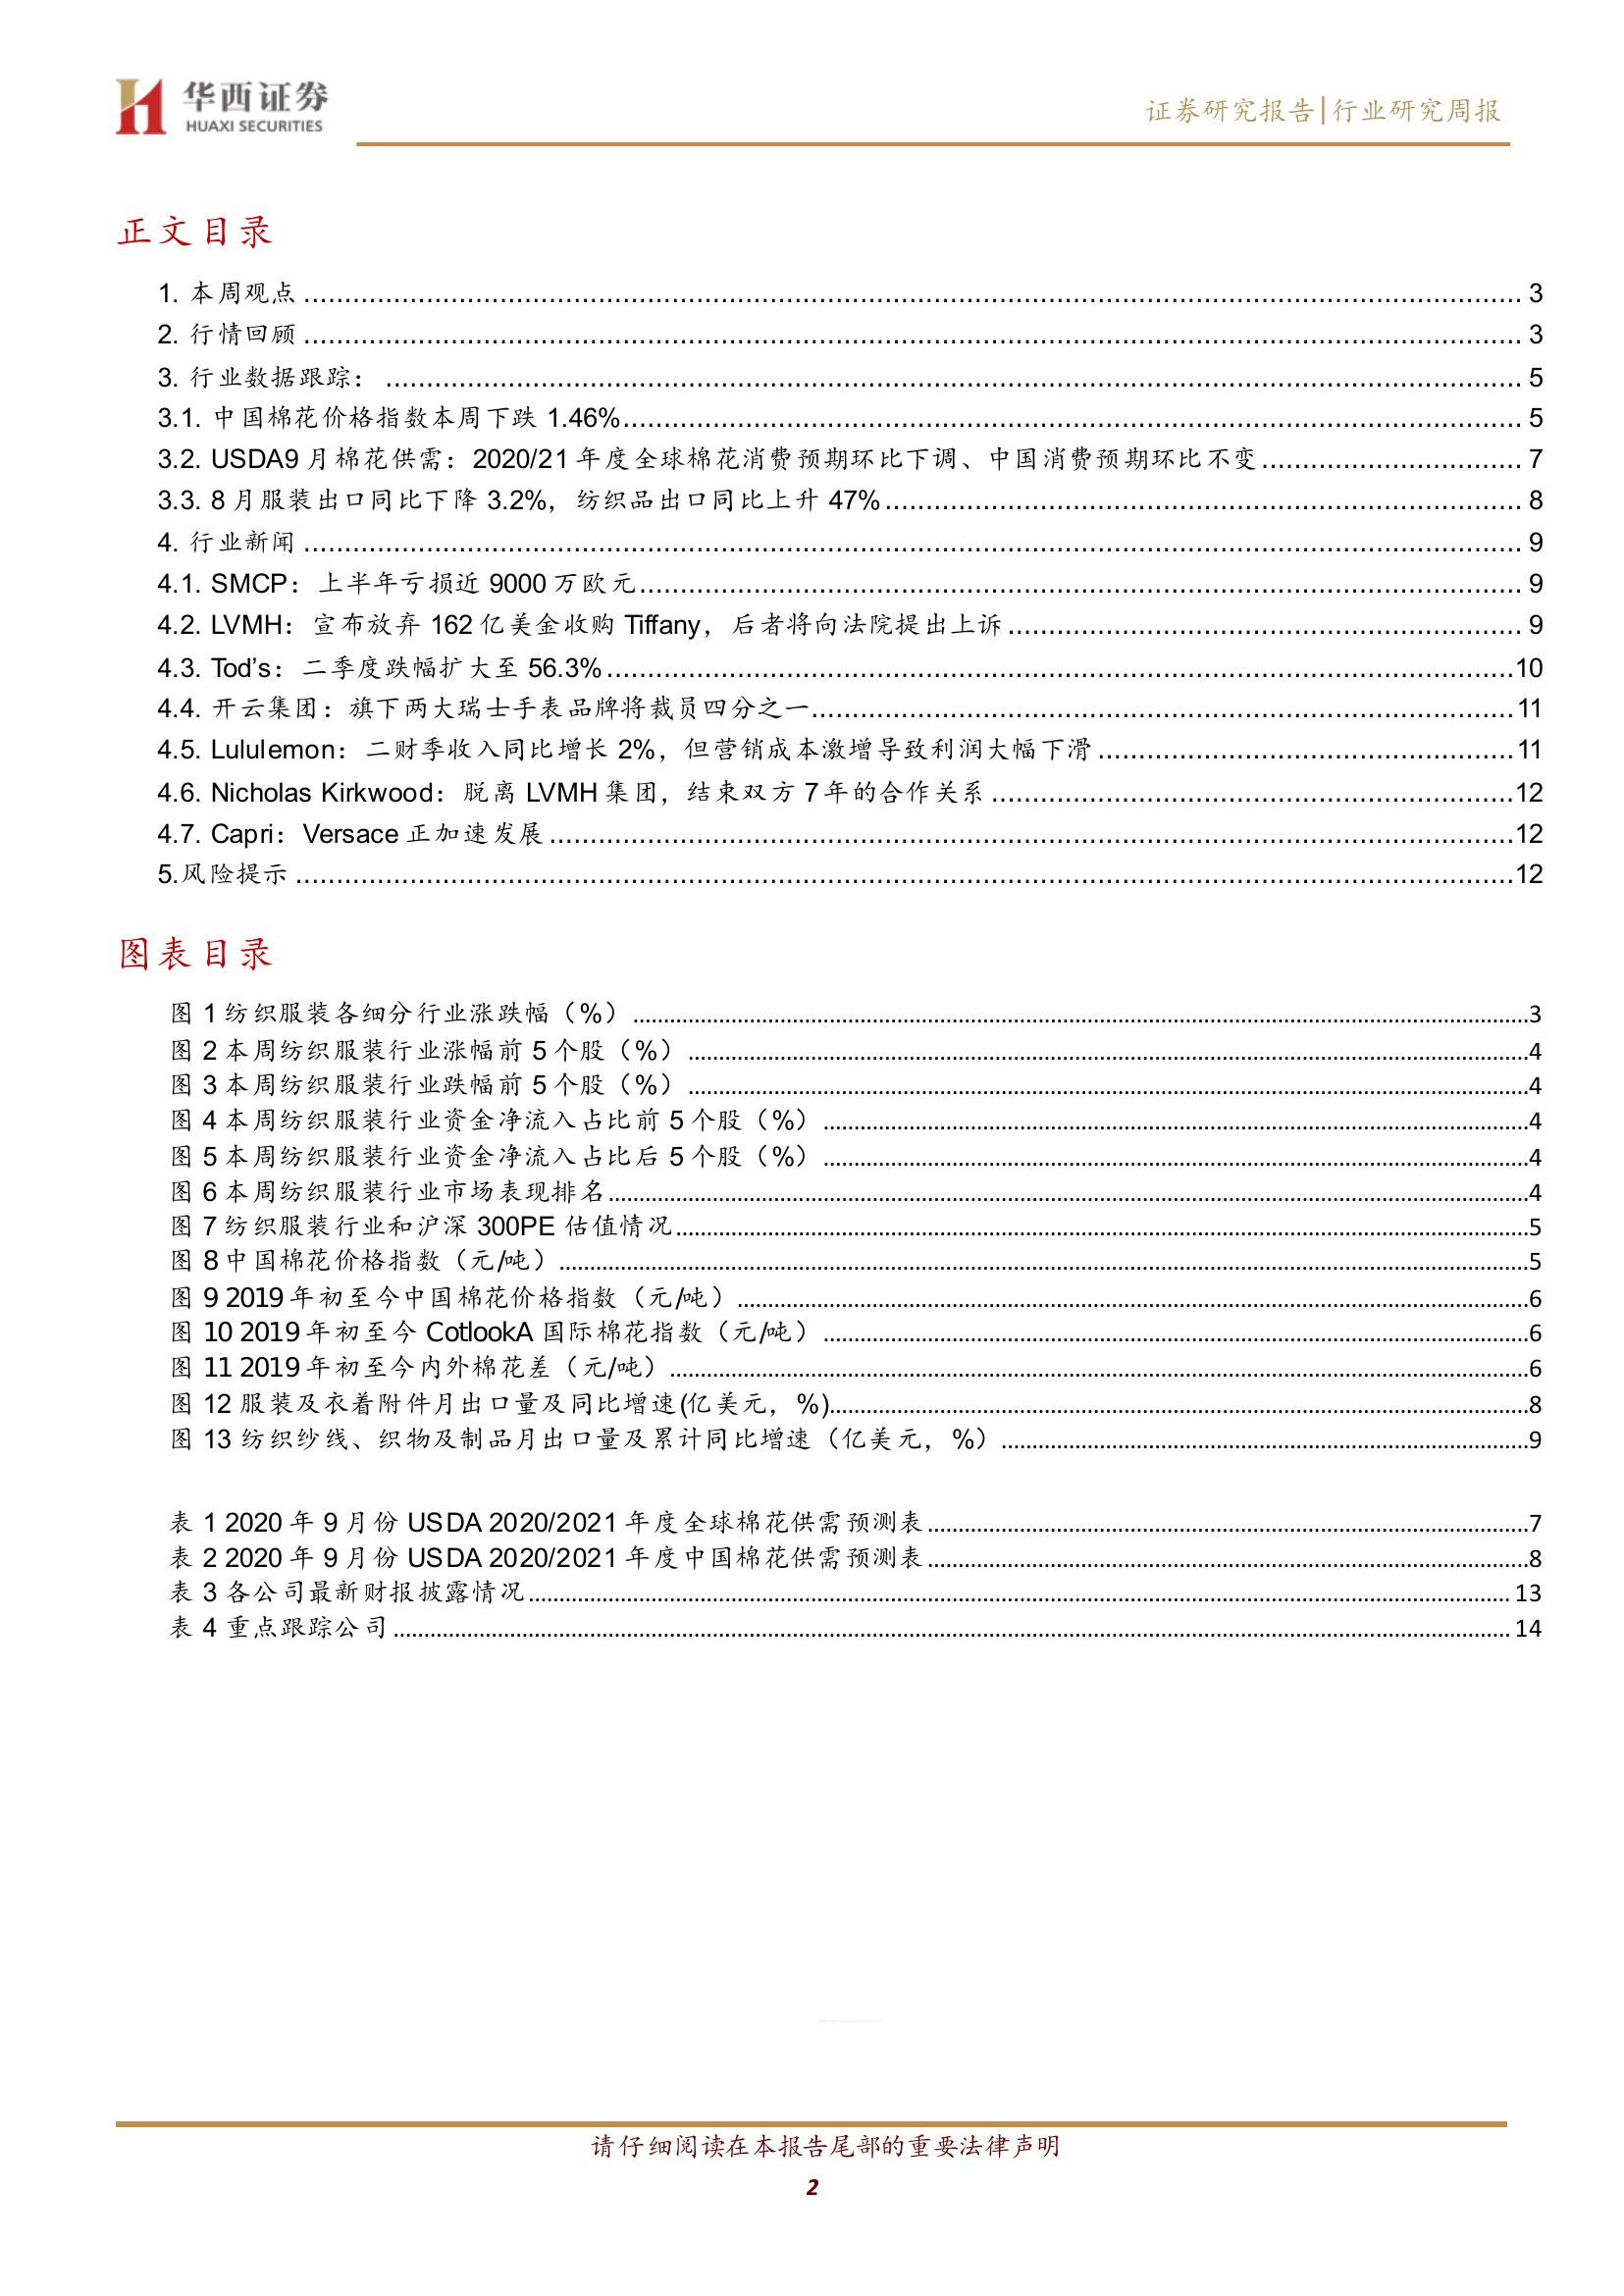 华西证券
HUAXI SECURITIES
证券研究报告|行业研究周报
正文目录
1. 本周观点 ........ 3
2. 行情回顾 ........ 3
3. 行业数据跟踪： ........ 5
3.1. 中国棉花价格指数本周下跌 1.46% ........ 5
3.2. USDA9 月棉花供需：2020/21 年度全球棉花消费预期环比下调、中国消费预期环比不变 ........ 7
3.3. 8 月服装出口同比下降 3.2%，纺织品出口同比上升 47% ........ 8
4. 行业新闻 ........ 9
4.1. SMCP：上半年亏损近 9000 万欧元 ........ 9
4.2. LVMH：宣布放弃 162 亿美金收购 Tiffany，后者将向法院提出上诉 ........ 9
4.3. Tod’s：二季度跌幅扩大至 56.3% ........ 10
4.4. 开云集团：旗下两大瑞士手表品牌将裁员四分之一 ........ 11
4.5. Lululemon：二财季收入同比增长 2%，但营销成本激增导致利润大幅下滑 ........ 11
4.6. Nicholas Kirkwood：脱离 LVMH 集团，结束双方 7 年的合作关系 ........ 12
4.7. Capri：Versace 正加速发展 ........ 12
5.风险提示 ........ 12
图表目录
图 1 纺织服装各细分行业涨跌幅（%） ........ 3
图 2 本周纺织服装行业涨幅前 5 个股（%） ........ 4
图 3 本周纺织服装行业跌幅前 5 个股（%） ........ 4
图 4 本周纺织服装行业资金净流入占比前 5 个股（%） ........ 4
图 5 本周纺织服装行业资金净流入占比后 5 个股（%） ........ 4
图 6 本周纺织服装行业市场表现排名 ........ 4
图 7 纺织服装行业和沪深 300PE 估值情况 ........ 5
图 8 中国棉花价格指数（元/吨） ........ 5
图 9 2019 年初至今中国棉花价格指数（元/吨） ........ 6
图 10 2019 年初至今 CotlookA 国际棉花指数（元/吨） ........ 6
图 11 2019 年初至今内外棉花差（元/吨） ........ 6
图 12 服装及衣着附件月出口量及同比增速(亿美元，%) ........ 8
图 13 纺织纱线、织物及制品月出口量及累计同比增速（亿美元，%） ........ 9
表 1 2020 年 9 月份 USDA 2020/2021 年度全球棉花供需预测表 ........ 7
表 2 2020 年 9 月份 USDA 2020/2021 年度中国棉花供需预测表 ........ 8
表 3 各公司最新财报披露情况 ........ 13
表 4 重点跟踪公司 ........ 14
请仔细阅读在本报告尾部的重要法律声明
2